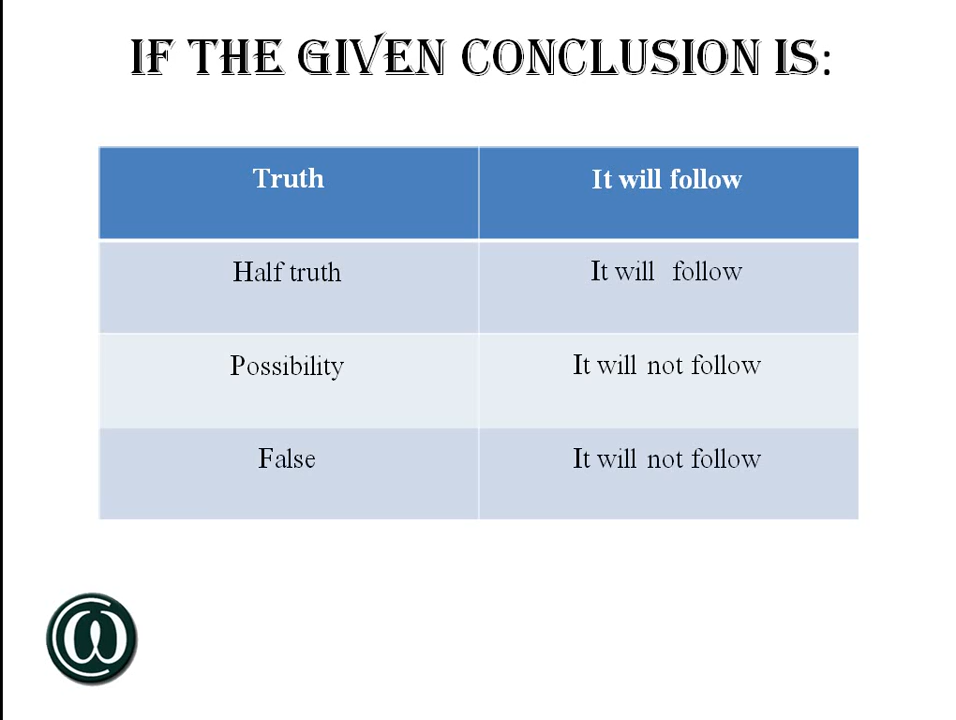 IF THE GIVEN CONCLUSION IS:
Truth It will follow
Half truth It will follow
Possibility It will not follow
False It will not follow